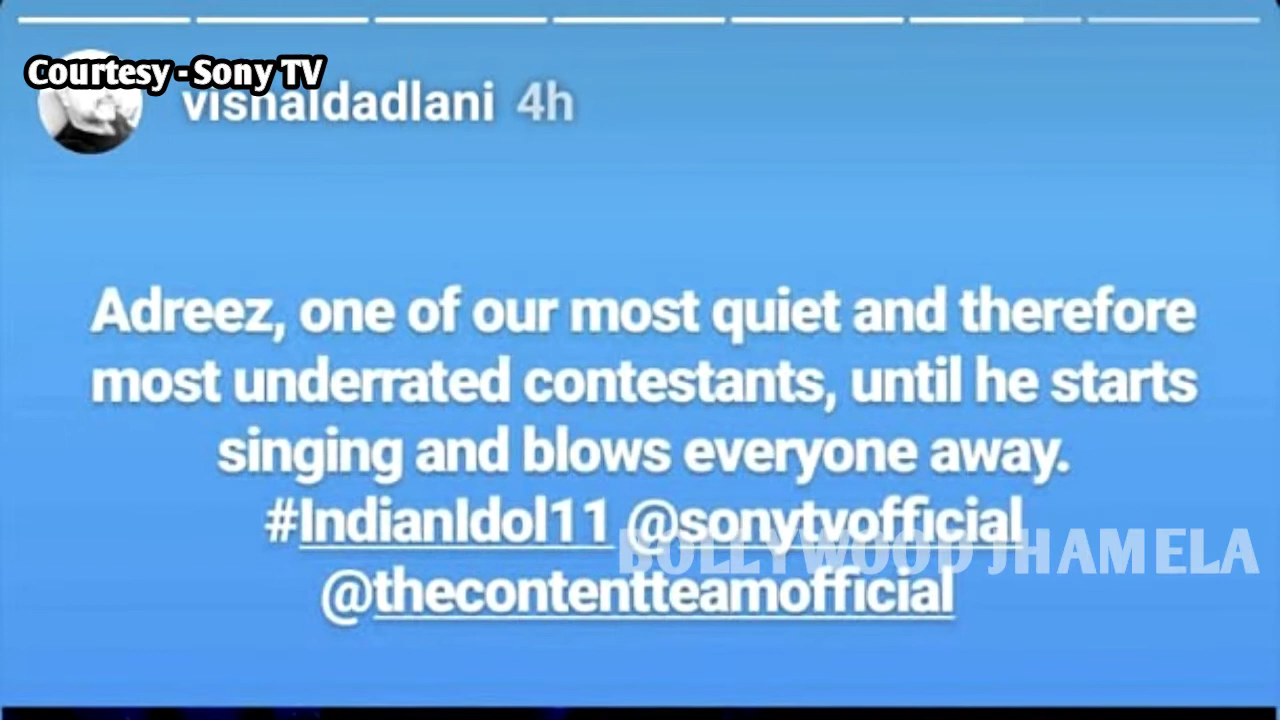 Courtesy - Sony TV
vishaldadlani 4h
Adreez, one of our most quiet and therefore
most underrated contestants, until he starts
singing and blows everyone away.
#IndianIdol11 @sonytvofficial
BOLLYWOOD JHAMELA
@thecontentteamofficial